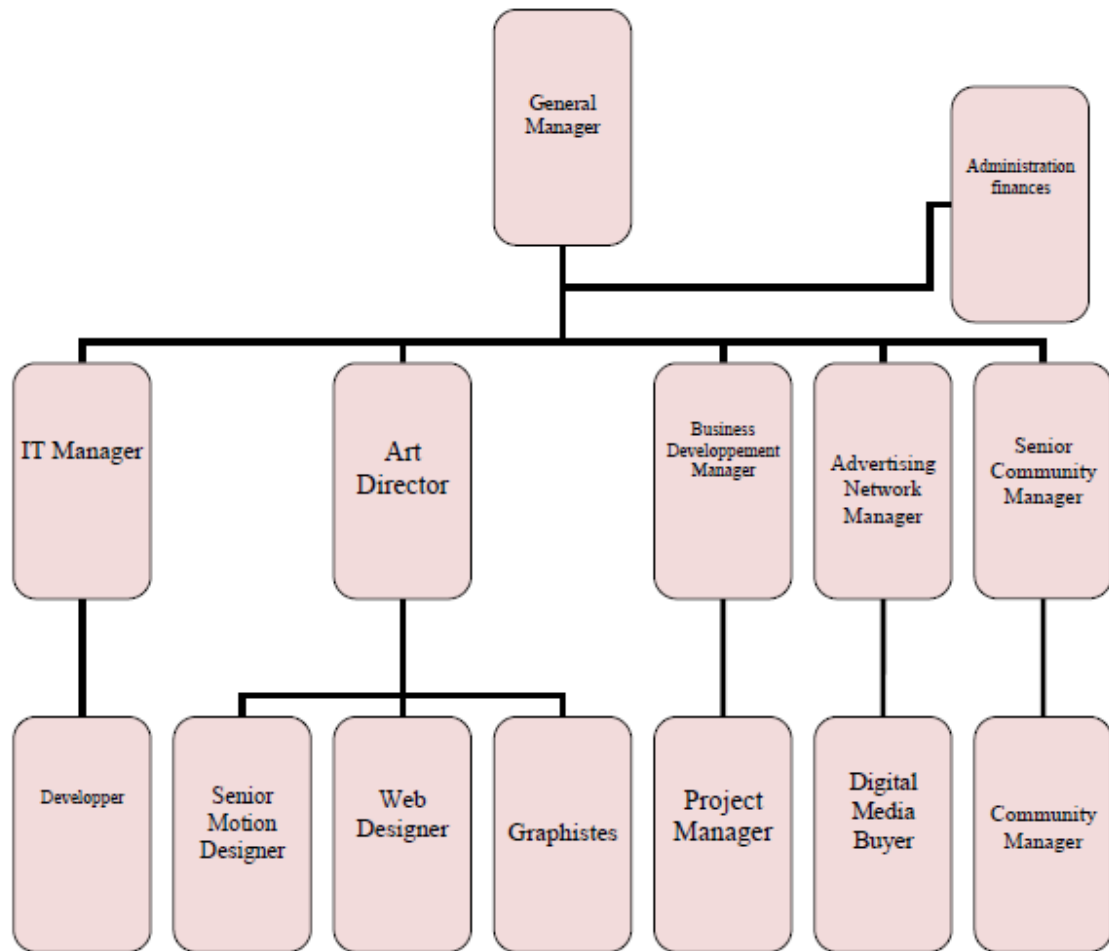 General
Manager
Administration
finances
IT Manager
Art
Director
Business
Developpement
Manager
Advertising
Network
Manager
Senior
Community
Manager
Developper
Senior
Motion
Designer
Web
Designer
Graphistes
Project
Manager
Digital
Media
Buyer
Community
Manager